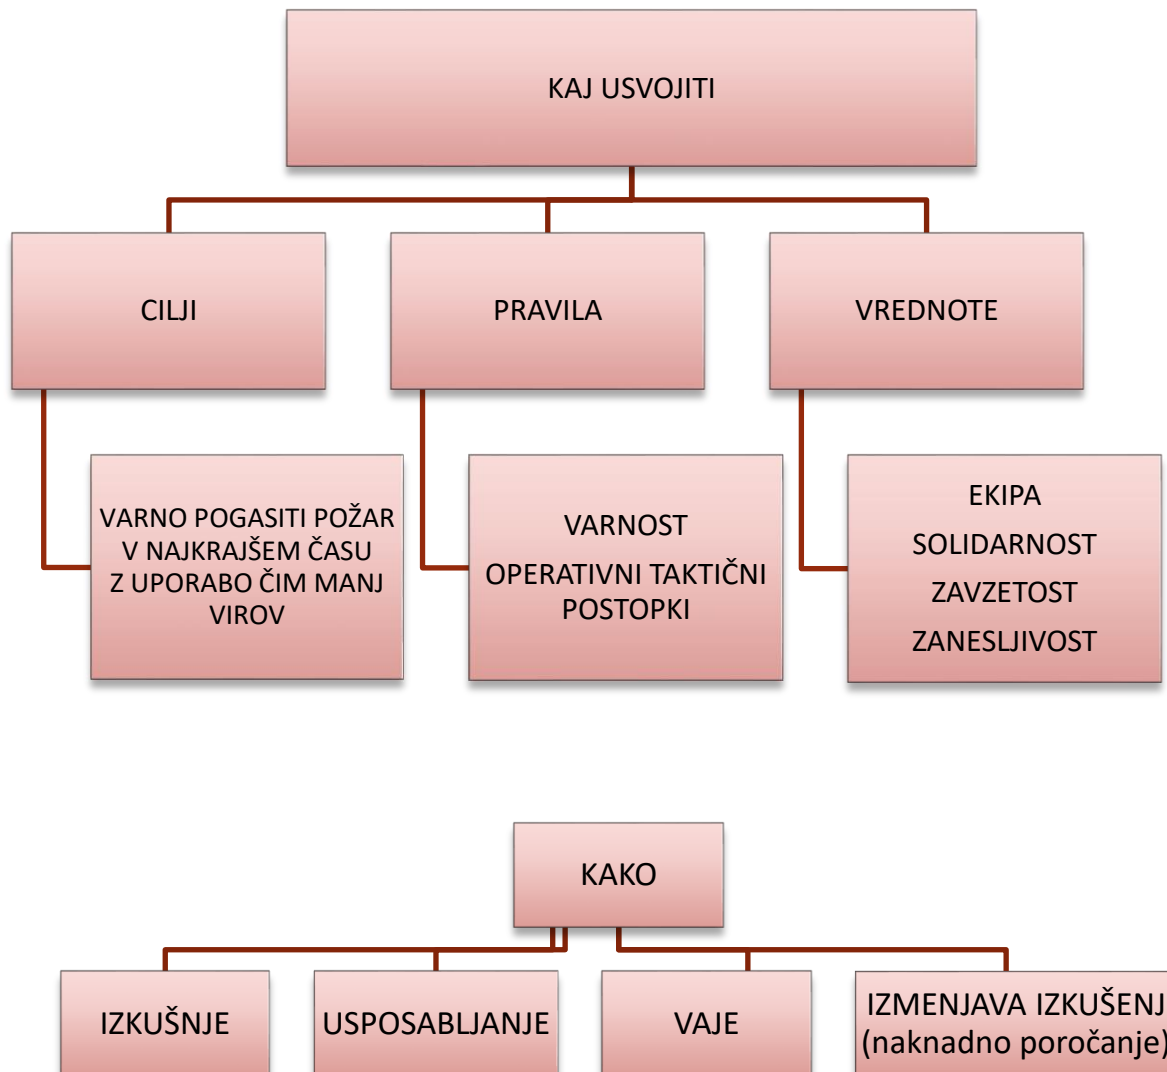 KAJ USVOJITI
CILJI
PRAVILA
VREDNOTE
VARNO POGASITI POŽAR
V NAJKRAJŠEM ČASU
Z UPORABO ČIM MANJ
VIROV
VARNOST
OPERATIVNI TAKTIČNI
POSTOPKI
EKIPA
SOLIDARNOST
ZAVZETOST
ZANESLJIVOST
KAKO
IZKUŠNJE
USPOSABLJANJE
VAJE
IZMENJAVA IZKUŠENJ
(naknadno poročanje)